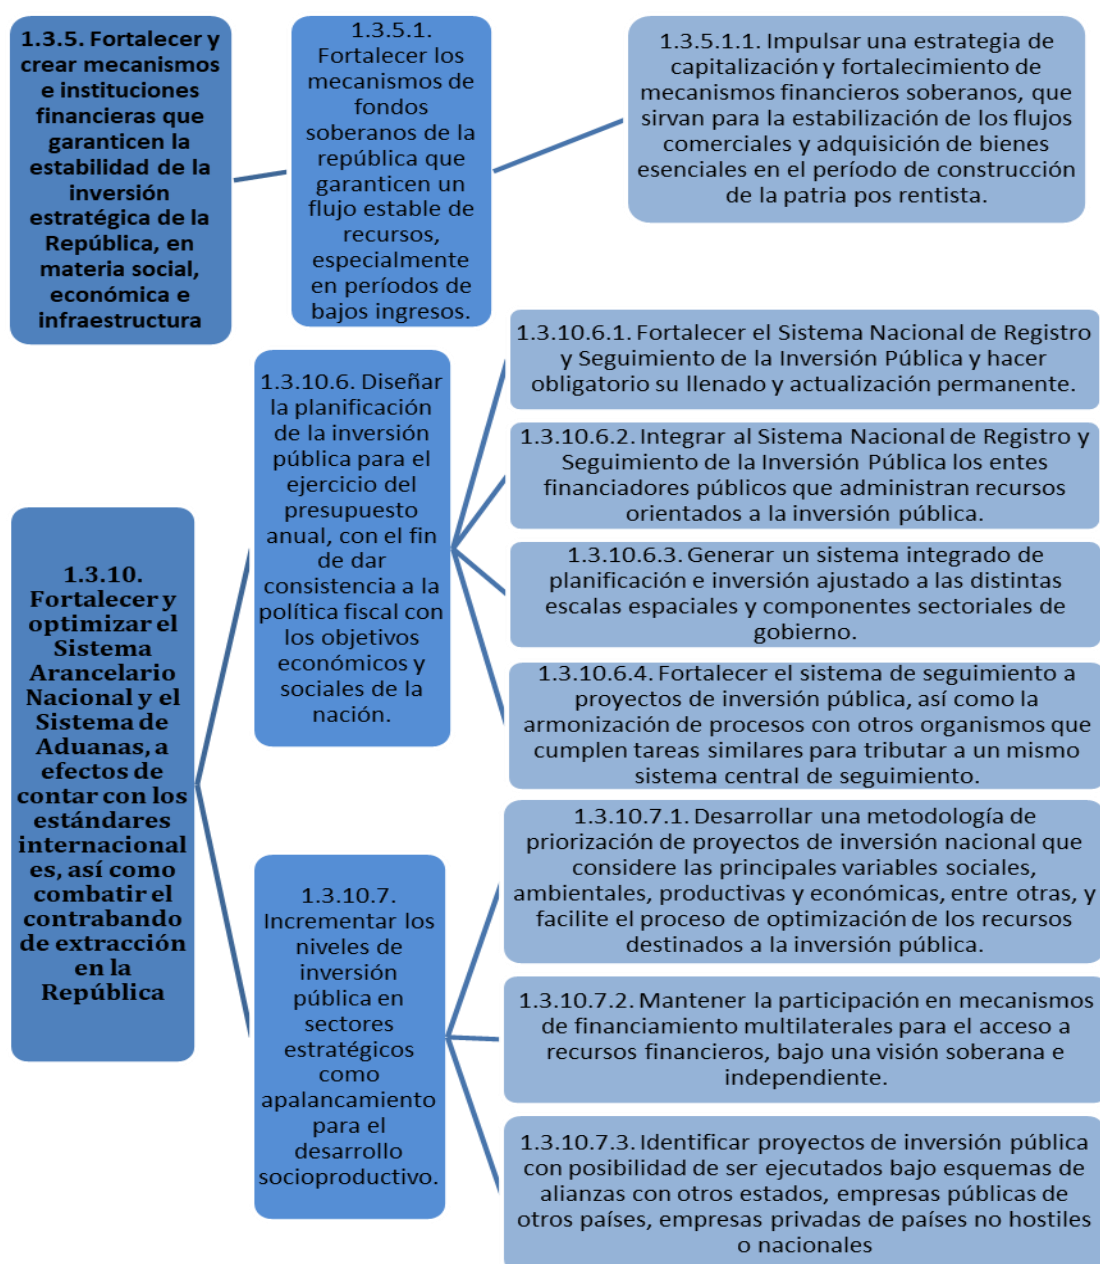 1.3.5. Fortalecer y
crear mecanismos
e instituciones
financieras que
garanticen la
estabilidad de la
inversión
estratégica de la
República, en
materia social,
económica e
infraestructura
1.3.5.1.
Fortalecer los
mecanismos de
fondos
soberanos de la
república que
garanticen un
flujo estable de
recursos,
especialmente
en períodos de
bajos ingresos.
1.3.5.1.1. Impulsar una estrategia de
capitalización y fortalecimiento de
mecanismos financieros soberanos, que
sirvan para la estabilización de los flujos
comerciales y adquisición de bienes
esenciales en el período de construcción
de la patria pos rentista.
1.3.10.
Fortalecer y
optimizar el
Sistema
Arancelario
Nacional y el
Sistema de
Aduanas, a
efectos de
contar con los
estándares
internacional
es, así como
combatir el
contrabando
de extracción
en la
República
1.3.10.6. Diseñar
la planificación
de la inversión
pública para el
ejercicio del
presupuesto
anual, con el fin
de dar
consistencia a la
política fiscal con
los objetivos
económicos y
sociales de la
nación.
1.3.10.6.1. Fortalecer el Sistema Nacional de Registro
y Seguimiento de la Inversión Pública y hacer
obligatorio su llenado y actualización permanente.
1.3.10.6.2. Integrar al Sistema Nacional de Registro y
Seguimiento de la Inversión Pública los entes
financiadores públicos que administran recursos
orientados a la inversión pública.
1.3.10.6.3. Generar un sistema integrado de
planificación e inversión ajustado a las distintas
escalas espaciales y componentes sectoriales de
gobierno.
1.3.10.6.4. Fortalecer el sistema de seguimiento a
proyectos de inversión pública, así como la
armonización de procesos con otros organismos que
cumplen tareas similares para tributar a un mismo
sistema central de seguimiento.
1.3.10.7.
Incrementar los
niveles de
inversión
pública en
sectores
estratégicos
como
apalancamiento
para el
desarrollo
socioproductivo.
1.3.10.7.1. Desarrollar una metodología de
priorización de proyectos de inversión nacional que
considere las principales variables sociales,
ambientales, productivas y económicas, entre otras, y
facilite el proceso de optimización de los recursos
destinados a la inversión pública.
1.3.10.7.2. Mantener la participación en mecanismos
de financiamiento multilaterales para el acceso a
recursos financieros, bajo una visión soberana e
independiente.
1.3.10.7.3. Identificar proyectos de inversión pública
con posibilidad de ser ejecutados bajo esquemas de
alianzas con otros estados, empresas públicas de
otros países, empresas privadas de países no hostiles
o nacionales